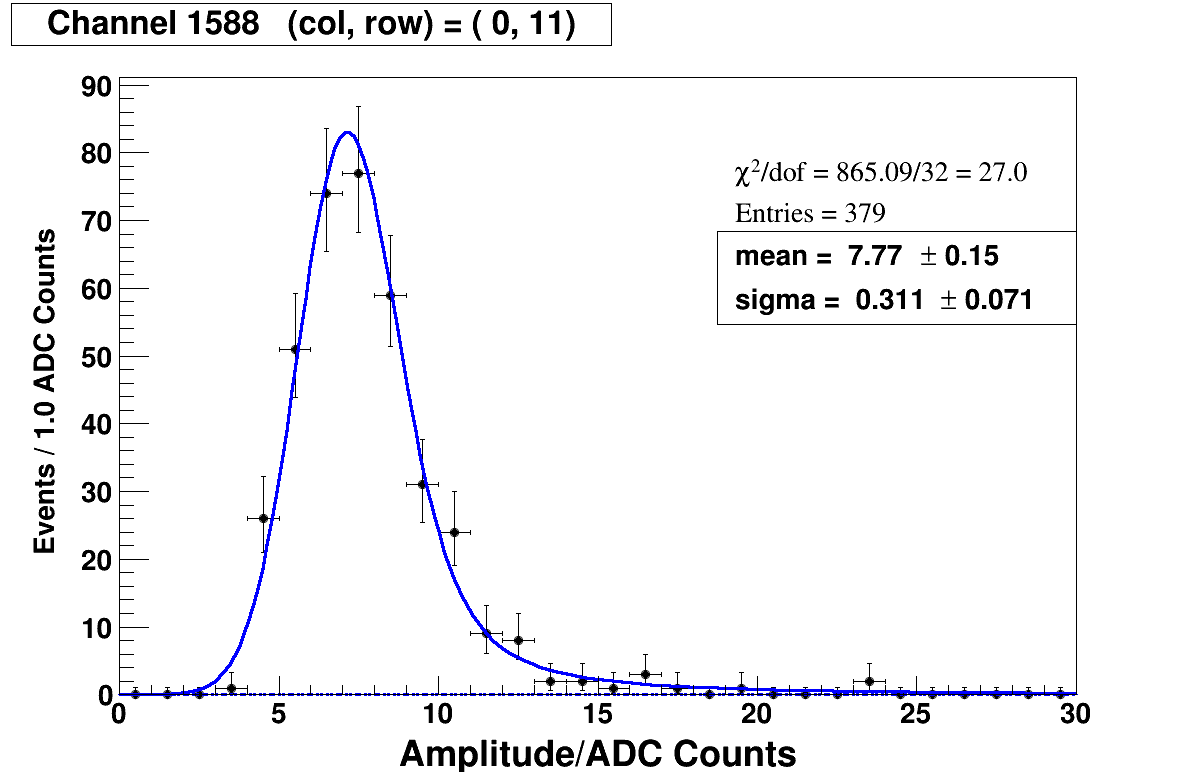 Channel 1588 (col, row) = ( 0, 11)
90
80
70
60
50
40
30
20
10
0
Events / 1.0 ADC Counts
χ²/dof = 865.09/32 = 27.0
Entries = 379
mean = 7.77 ± 0.15
sigma = 0.311 ± 0.071
0 5 10 15 20 25 30
Amplitude/ADC Counts